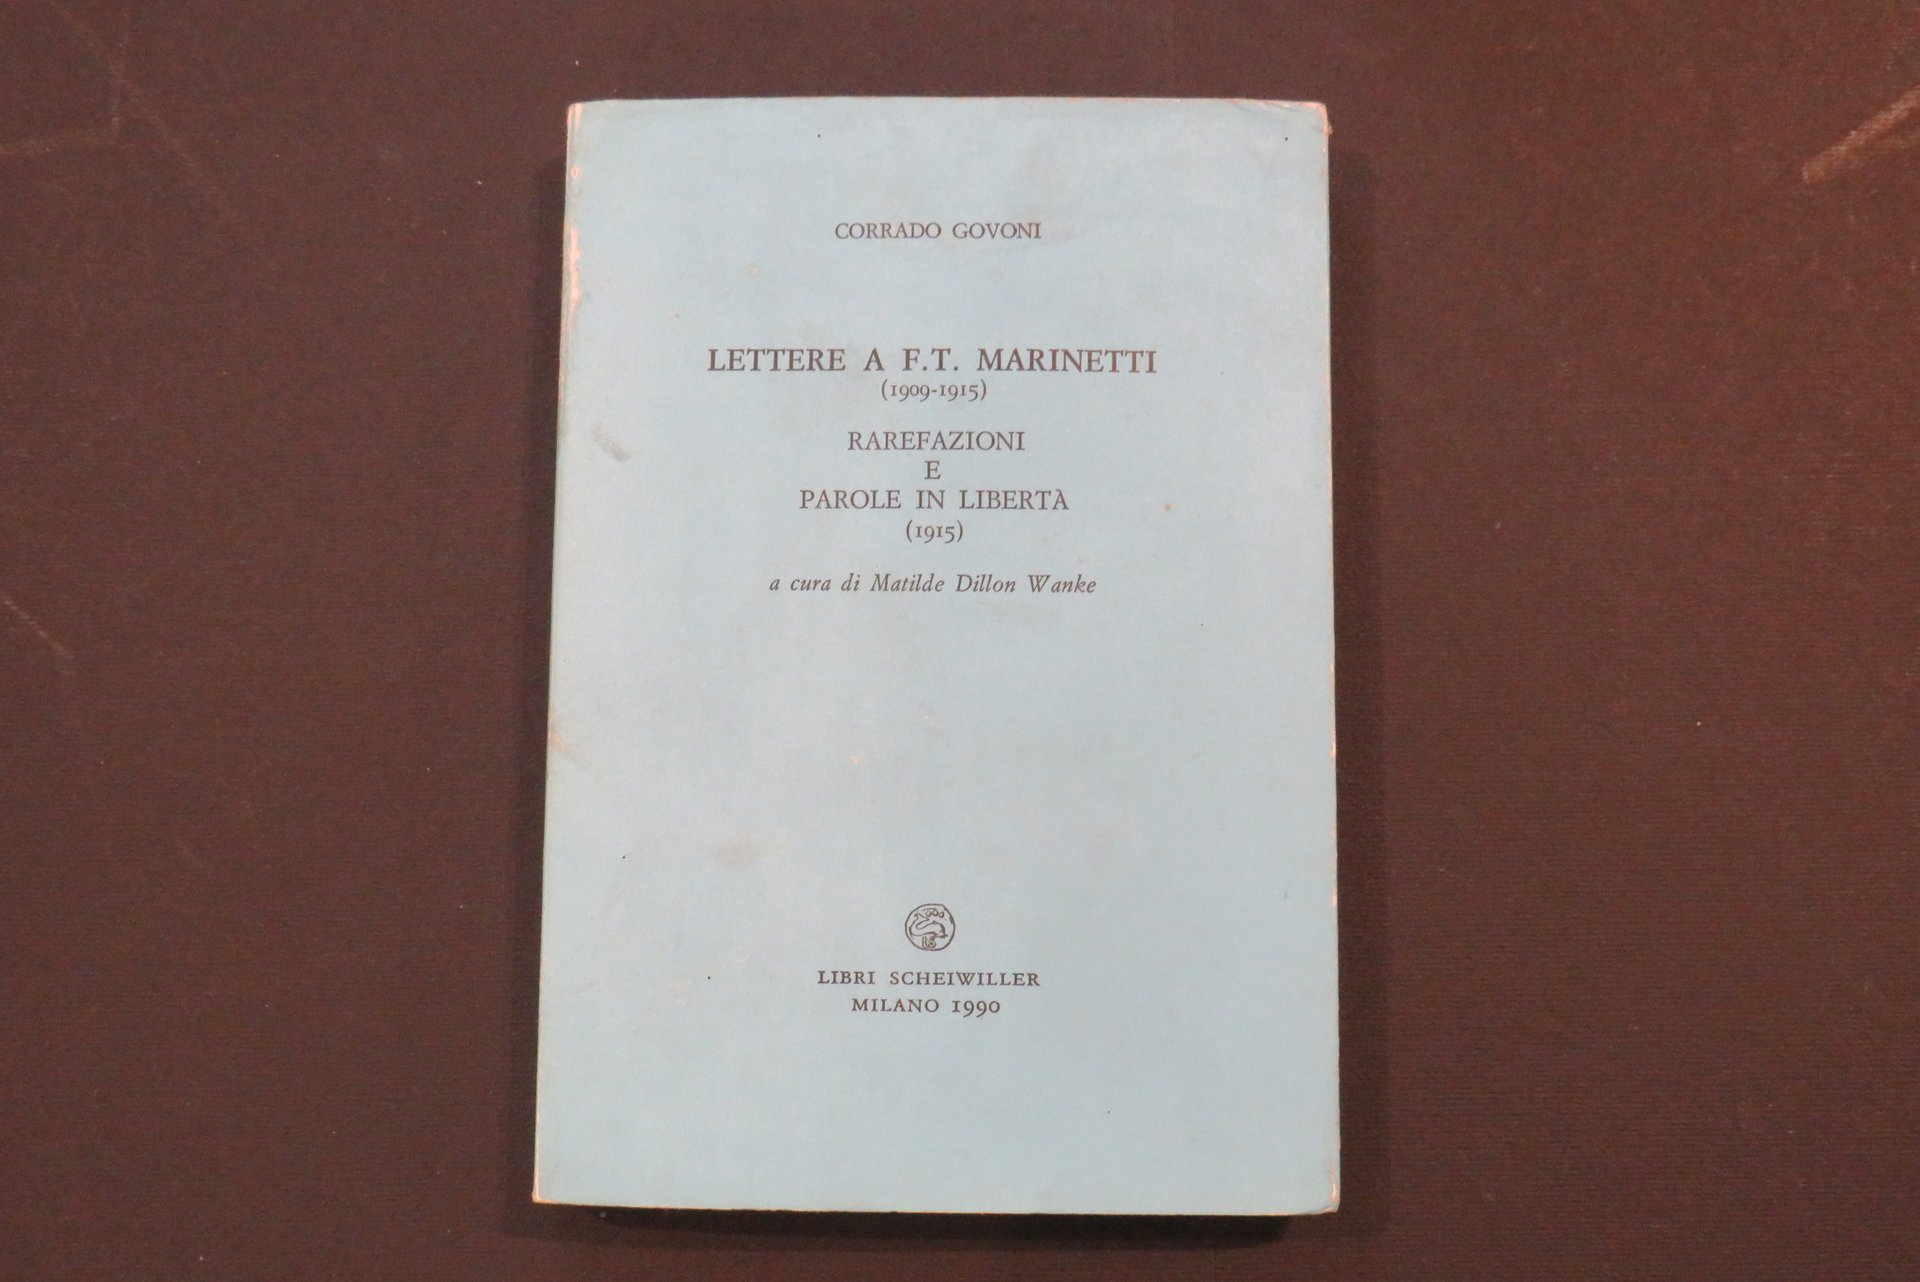 CORRADO GOVONI
LETTERE A F.T. MARINETTI
(1909-1915)
RAREFAZIONI
E
PAROLE IN LIBERTÀ
(1915)
a cura di Matilde Dillon Wanke
LIBRI SCHEIWILLER
MILANO 1990